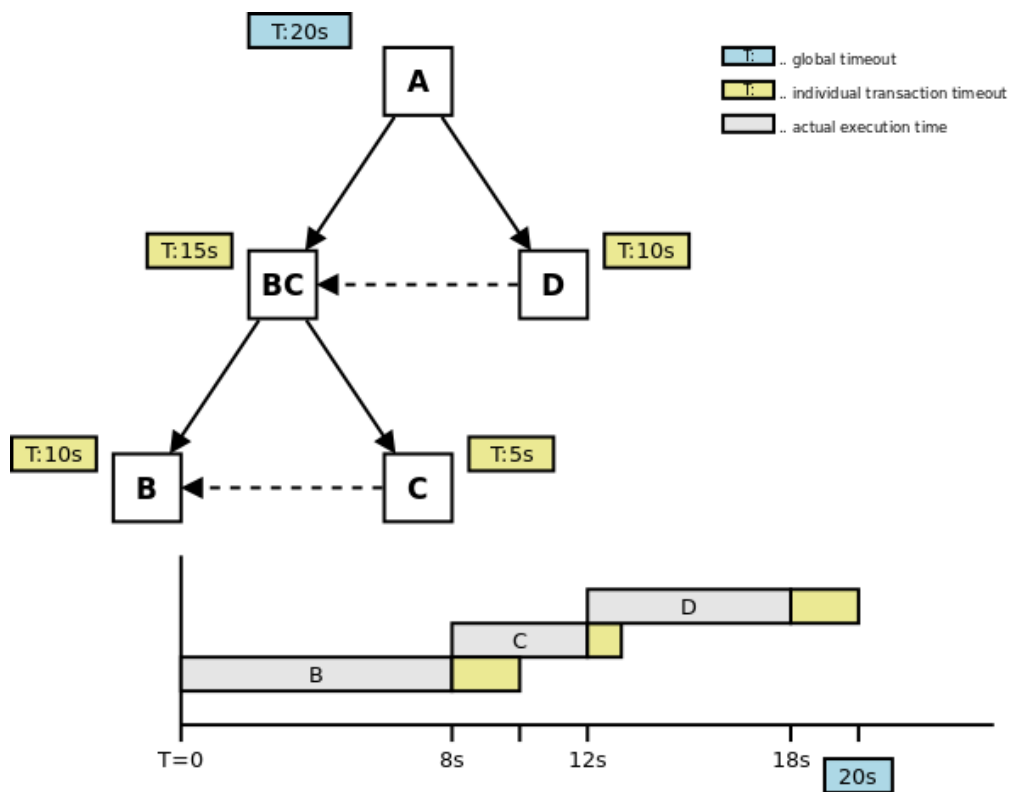 T:20s
A
T: .. global timeout
T: .. individual transaction timeout
.. actual execution time
T:15s
BC
D
T:10s
T:10s
B
C
T:5s
D
C
B
T=0
8s
12s
18s
20s